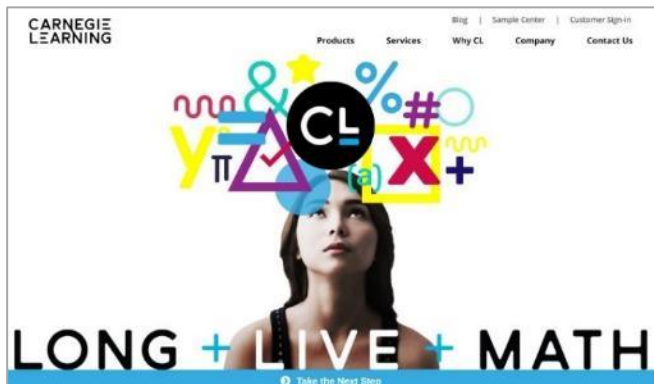 CARNEGIE
LEARNING
Blog | Sample Center | Customer Sign-in
Products Services Why CL Company Contact Us
& %
#
CL
y =
π (a) X +
LONG + LIVE + MATH
Take the Next Step